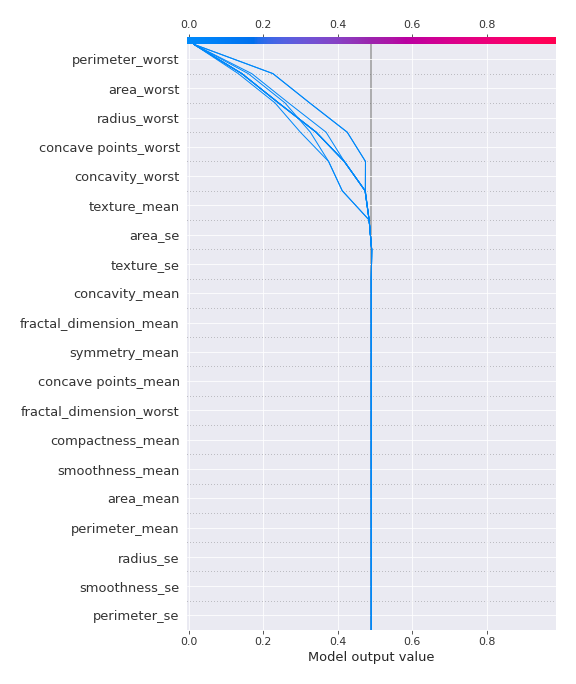 0.0 0.2 0.4 0.6 0.8
perimeter_worst
area_worst
radius_worst
concave points_worst
concavity_worst
texture_mean
area_se
texture_se
concavity_mean
fractal_dimension_mean
symmetry_mean
concave points_mean
fractal_dimension_worst
compactness_mean
smoothness_mean
area_mean
perimeter_mean
radius_se
smoothness_se
perimeter_se
0.0 0.2 0.4 0.6 0.8
Model output value